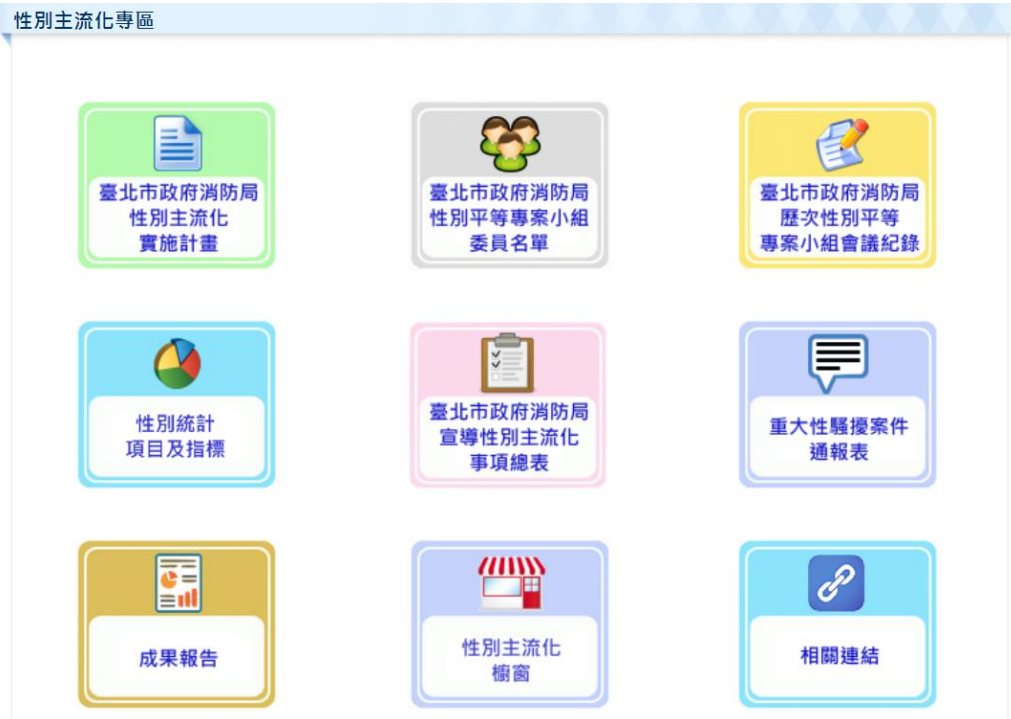 性別主流化專區
臺北市政府消防局
性別主流化
實施計畫
臺北市政府消防局
性別平等專案小組
委員名單
臺北市政府消防局
歷次性別平等
專案小組會議紀錄
性別統計
項目及指標
臺北市政府消防局
宣導性別主流化
事項總表
重大性騷擾案件
通報表
成果報告
性別主流化
櫥窗
相關連結